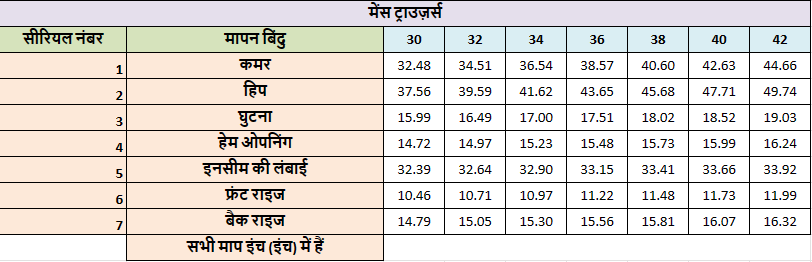 मेंस ट्राउज़र्स
सीरियल नंबर मापन बिंदु 30 32 34 36 38 40 42
1 कमर 32.48 34.51 36.54 38.57 40.60 42.63 44.66
2 हिप 37.56 39.59 41.62 43.65 45.68 47.71 49.74
3 घुटना 15.99 16.49 17.00 17.51 18.02 18.52 19.03
4 हेम ओपनिंग 14.72 14.97 15.23 15.48 15.73 15.99 16.24
5 इनसीम की लंबाई 32.39 32.64 32.90 33.15 33.41 33.66 33.92
6 फ्रंट राइज 10.46 10.71 10.97 11.22 11.48 11.73 11.99
7 बैक राइज 14.79 15.05 15.30 15.56 15.81 16.07 16.32
सभी माप इंच (इंच) में हैं